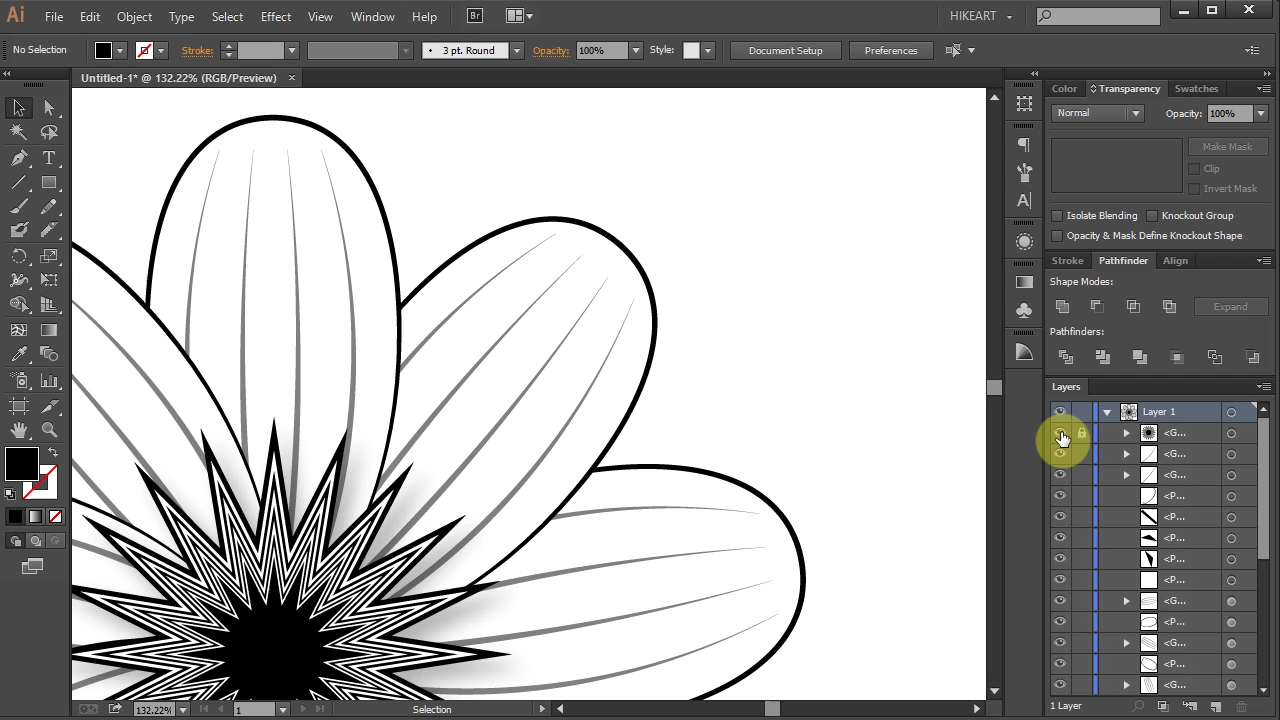 Ai File Edit Object Type Select Effect View Window Help Br HIKEART
No Selection Stroke: 3 pt. Round Opacity: 100% Style: Document Setup Preferences
Untitled-1* @ 132.22% (RGB/Preview) ×
Color Transparency Swatches
Normal Opacity: 100%
Make Mask
Clip
Invert Mask
Isolate Blending Knockout Group
Opacity & Mask Define Knockout Shape
Stroke Pathfinder Align
Shape Modes:
Expand
Pathfinders:
Layers
Layer 1
<G...
<G...
<G...
<P...
<P...
<P...
<P...
<P...
<G...
<P...
<G...
<P...
<G...
132.22% 1 Selection 1 Layer